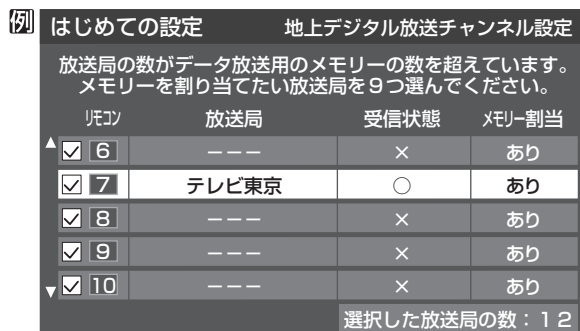 例
はじめての設定 地上デジタル放送チャンネル設定
放送局の数がデータ放送用のメモリーの数を超えています。
メモリーを割り当てたい放送局を９つ選んでください。
リモコン 放送局 受信状態 メモリー割当
6 −−− × あり
7 テレビ東京 ○ あり
8 −−− × あり
9 −−− × あり
10 −−− × あり
選択した放送局の数：１２